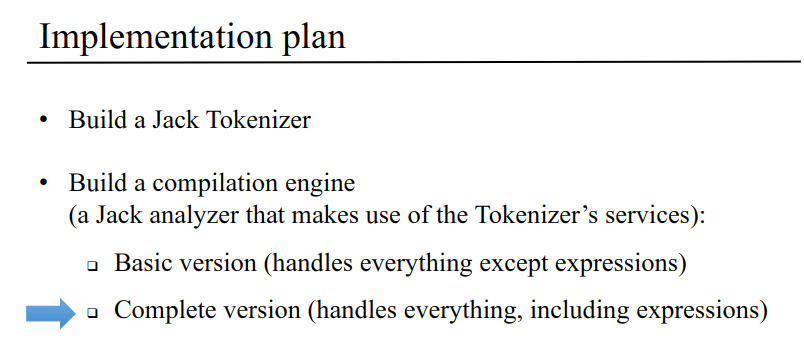 Implementation plan
• Build a Jack Tokenizer
• Build a compilation engine
(a Jack analyzer that makes use of the Tokenizer’s services):
❑ Basic version (handles everything except expressions)
❑ Complete version (handles everything, including expressions)